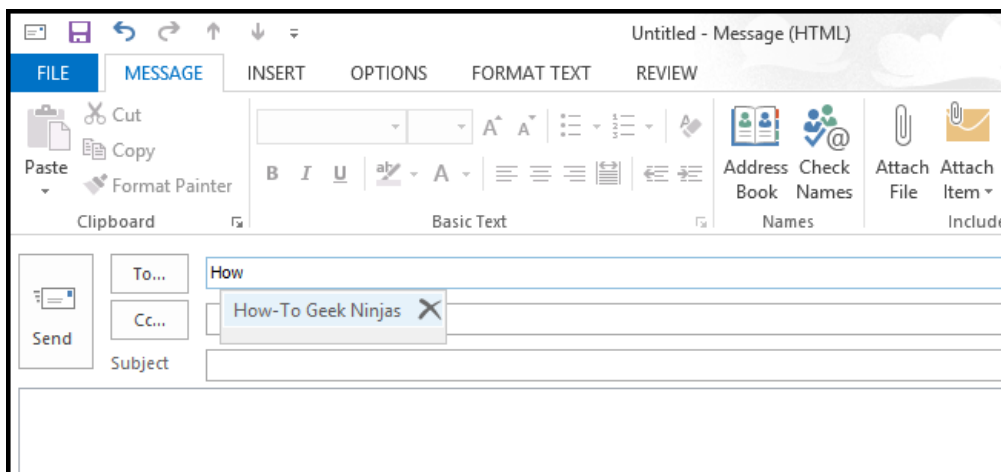 Untitled - Message (HTML)
FILE MESSAGE INSERT OPTIONS FORMAT TEXT REVIEW
Cut
Copy
Paste
Format Painter
Clipboard
B I U A
Basic Text
Address Book
Check Names
Names
Attach File
Attach Item
Include
To... How
How-To Geek Ninjas
Cc...
Send
Subject